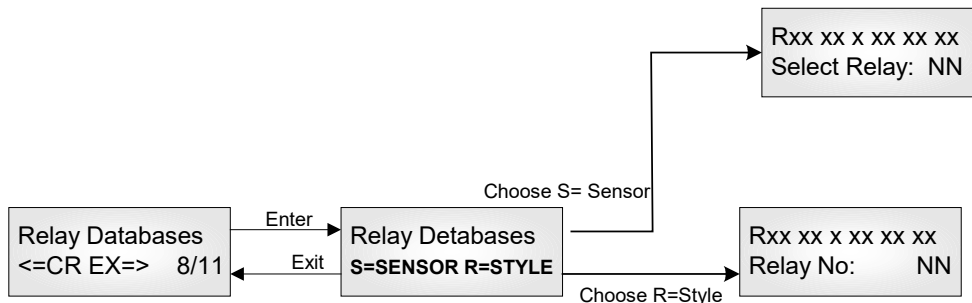 Rxx xx x xx xx xx
Select Relay: NN
Choose S= Sensor
Relay Databases
<=CR EX=> 8/11
Enter
Exit
Relay Detabases
S=SENSOR R=STYLE
Rxx xx x xx xx xx
Relay No: NN
Choose R=Style